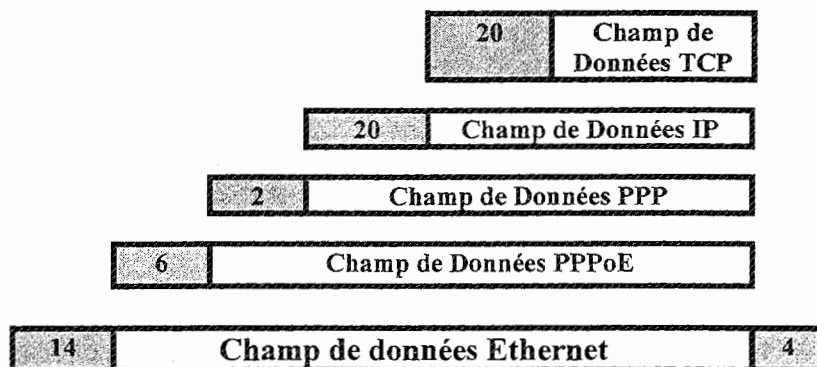 20 Champ de
Données TCP
20 Champ de Données IP
2 Champ de Données PPP
6 Champ de Données PPPoE
14 Champ de données Ethernet 4